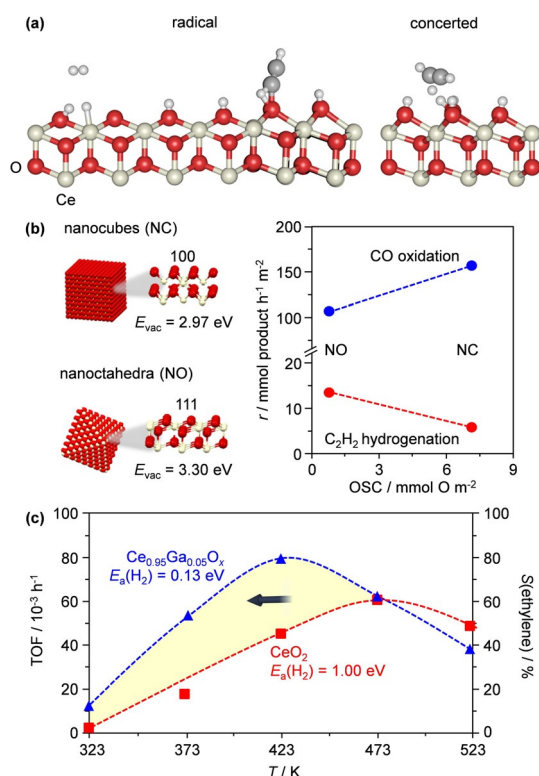 (a)
radical
concerted
O
Ce
(b)
nanocubes (NC)
100
E_vac = 2.97 eV
nanoctahedra (NO)
111
E_vac = 3.30 eV
r / mmol product h⁻¹ m⁻²
200
150
100
20
15
10
5
0
CO oxidation
NO
NC
C₂H₂ hydrogenation
0 3 6 9
OSC / mmol O m⁻²
(c)
TOF / 10⁻³ h⁻¹
100
80
60
40
20
0
Ce₀.₉₅Ga₀.₀₅Oₓ
Eₐ(H₂) = 0.13 eV
CeO₂
Eₐ(H₂) = 1.00 eV
100
80
60
40
20
0
S(ethylene) / %
323 373 423 473 523
T / K